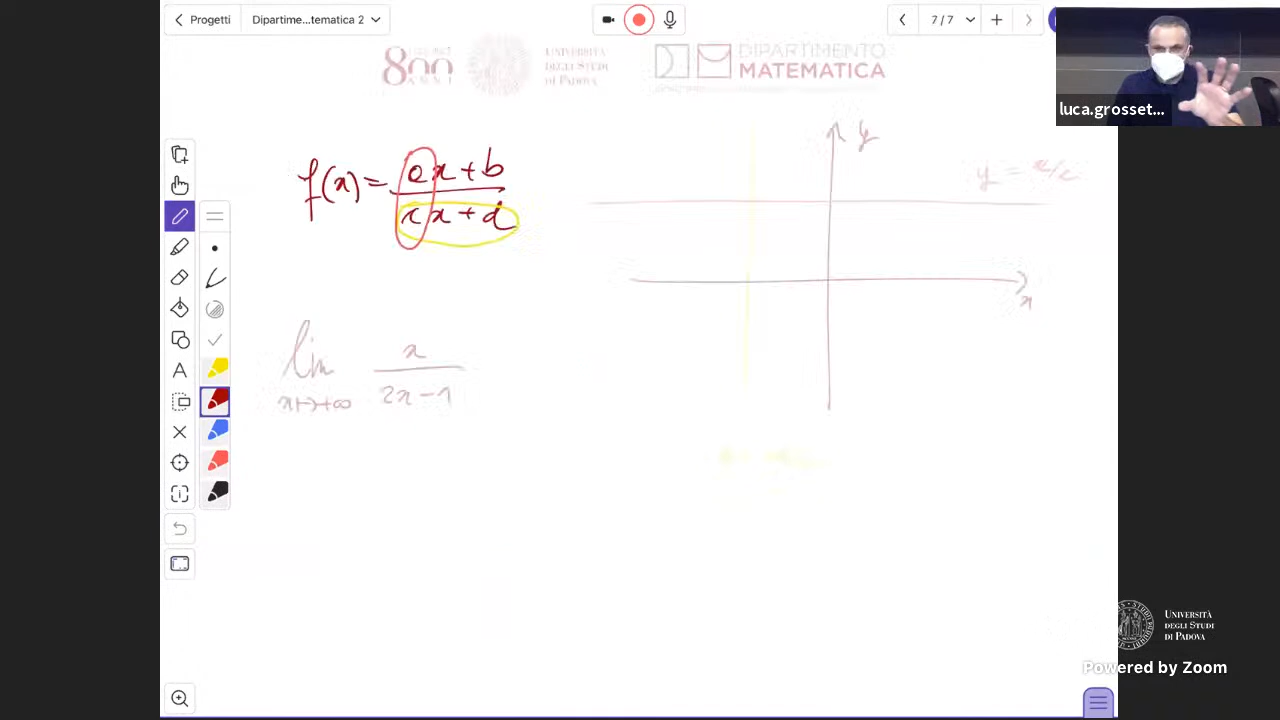 Progetti
Dipartime...tematica 2
7/7
luca.grosset...
800
UNIVERSITÀ
DEGLI STUDI
DI PADOVA
DIPARTIMENTO
MATEMATICA
f(x) = ax+b / cx+d
y
y = a/c
x
lim x→+∞ x / 2x-1
A
UNIVERSITÀ
DEGLI STUDI
DI PADOVA
Powered by Zoom